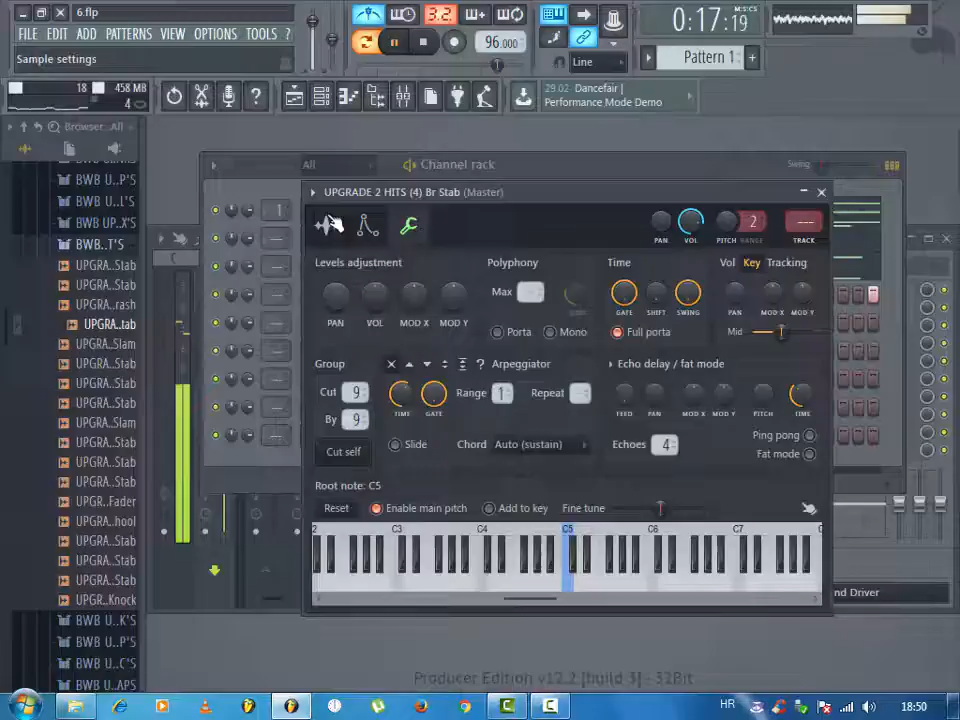 6.flp
FILE EDIT ADD PATTERNS VIEW OPTIONS TOOLS ?
Sample settings
3.2
96.000
0:17:19
M:S:CS
Line
Pattern 1
18 458 MB
4
29.02 Dancefair
Performance Mode Demo
Browser...All
All
Channel rack
Swing
BWB U..P'S
BWB U...L'S
BWB UP..X'S
BWB..T'S
UPGRA..Stab
UPGRA..Stab
UPGRA..rash
UPGRA..tab
UPGRA..Slam
UPGRA..Stab
UPGRA..Stab
UPGRA..Stab
UPGRA..Slam
UPGRA..Stab
UPGRA..Stab
UPGRA..Stab
UPGR..Fader
UPGRA..hool
UPGRA..Stab
UPGRA..Stab
UPGRA..Stab
UPGR..Knock
BWB U..K'S
BWB U..P'S
BWB U..C'S
BWB U..APS
UPGRADE 2 HITS (4) Br Stab (Master)
PAN VOL PITCH RANGE 2 TRACK
Levels adjustment Polyphony Time Vol Key Tracking
Max
PAN VOL MOD X MOD Y GATE SHIFT SWING PAN MOD X MOD Y
Porta Mono Full porta Mid
Group Arpeggiator Echo delay / fat mode
Cut 9 TIME GATE Range 1 Repeat FEED PAN MOD X MOD Y PITCH TIME
By 9
Cut self Slide Chord Auto (sustain) Echoes 4 Ping pong
Fat mode
Root note: C5
Reset Enable main pitch Add to key Fine tune
2 C3 C4 C5 C6 C7
nd Driver
Producer Edition v12.2 [build 3] - 32Bit
HR 18:50